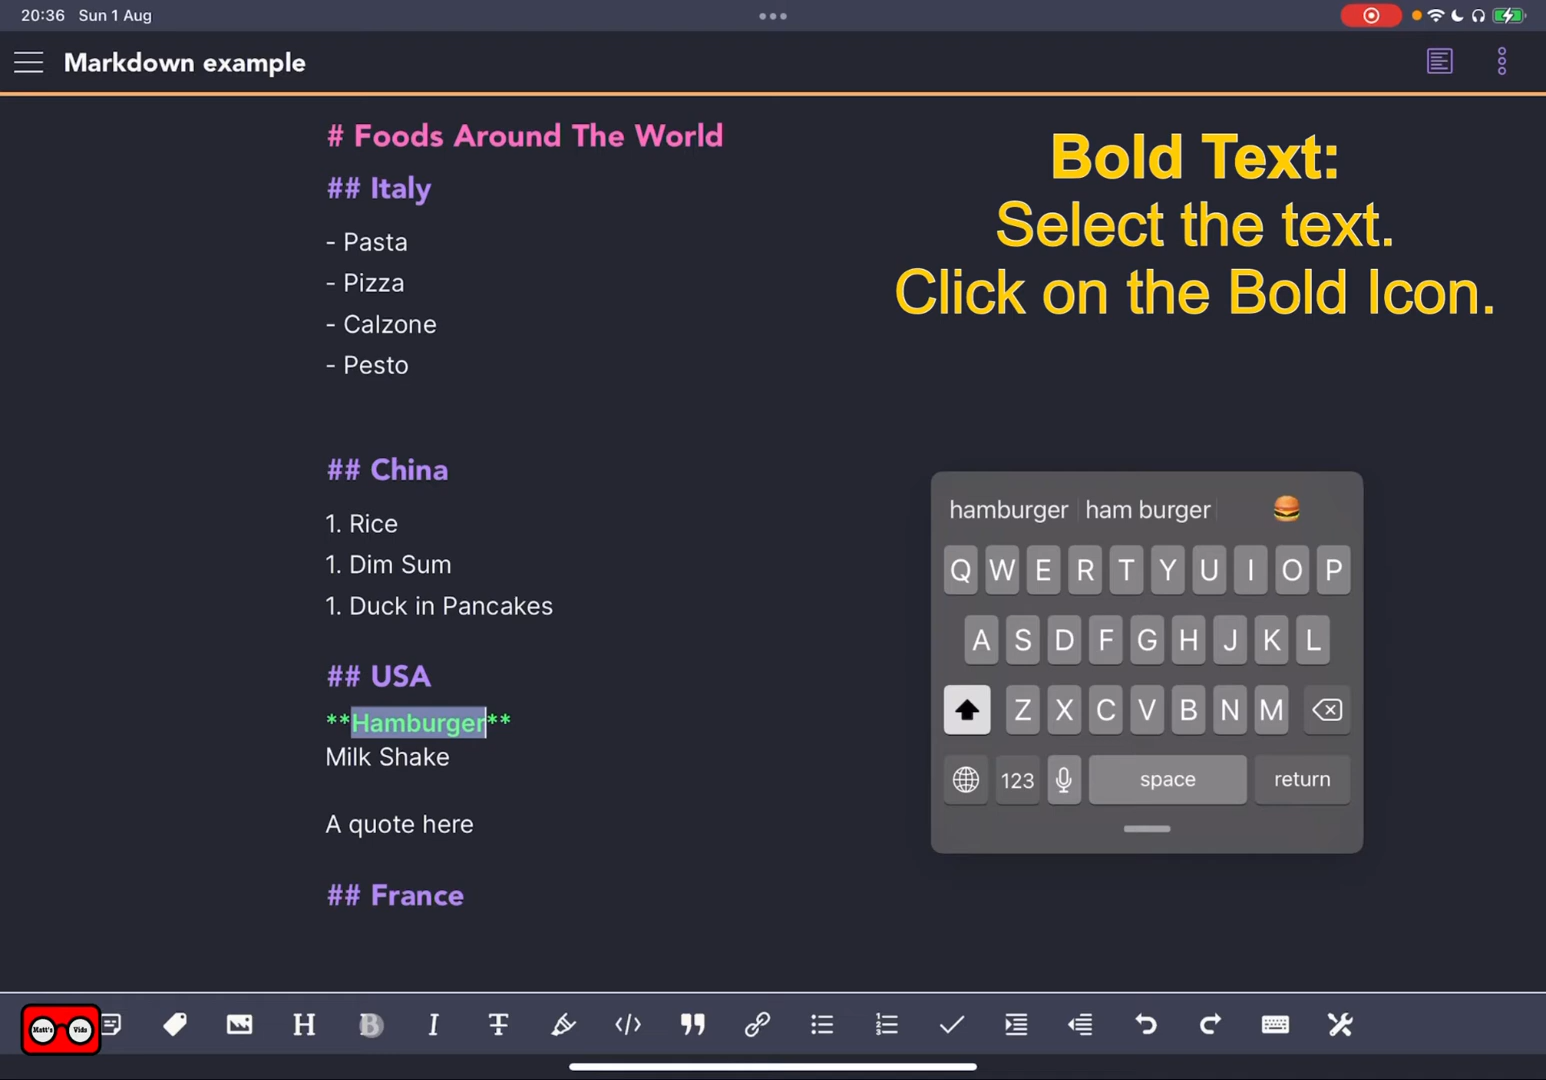 20:36 Sun 1 Aug
Markdown example
# Foods Around The World
## Italy
- Pasta
- Pizza
- Calzone
- Pesto
## China
1. Rice
1. Dim Sum
1. Duck in Pancakes
## USA
**Hamburger**
Milk Shake
A quote here
## France
Bold Text:
Select the text.
Click on the Bold Icon.
hamburger ham burger
Q W E R T Y U I O P
A S D F G H J K L
Z X C V B N M
123 space return
Matt's Vids
H B I T </>